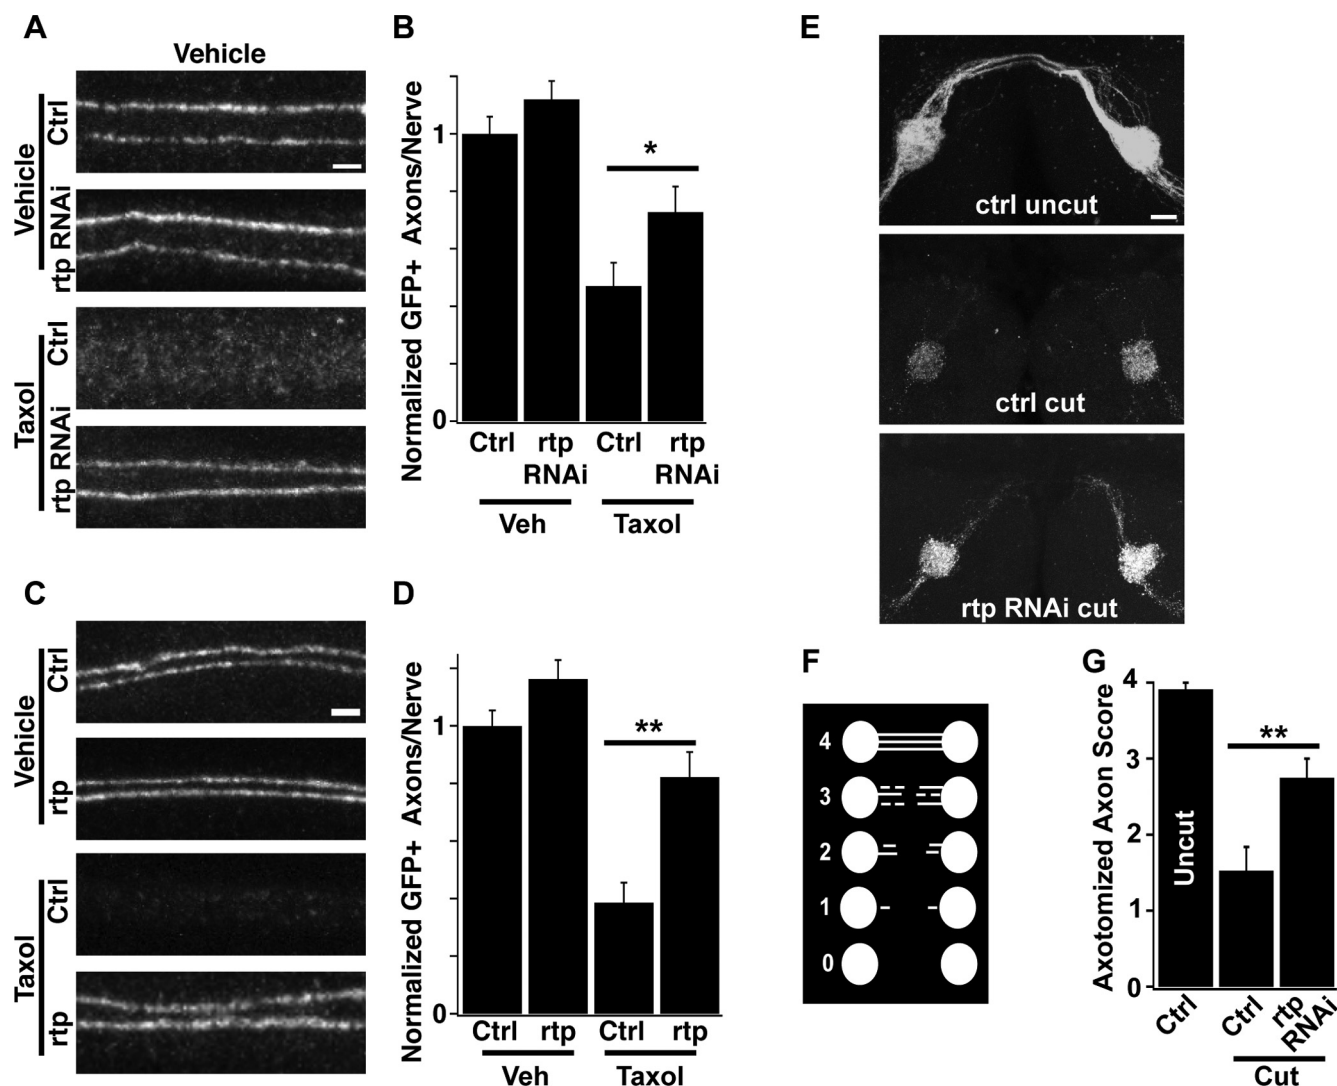 A
Vehicle
Vehicle
Ctrl
rtp RNAi
Taxol
Ctrl
rtp RNAi
B
Normalized GFP+ Axons/Nerve
1
0
Ctrl
rtp
RNAi
Ctrl
rtp
RNAi
Veh
Taxol
*
C
Vehicle
Ctrl
rtp
Taxol
Ctrl
rtp
D
Normalized GFP+ Axons/Nerve
1
0
Ctrl
rtp
Ctrl
rtp
Veh
Taxol
**
E
ctrl uncut
ctrl cut
rtp RNAi cut
F
4
3
2
1
0
G
Axotomized Axon Score
4
3
2
1
0
Uncut
**
Ctrl
Ctrl
rtp
RNAi
Cut